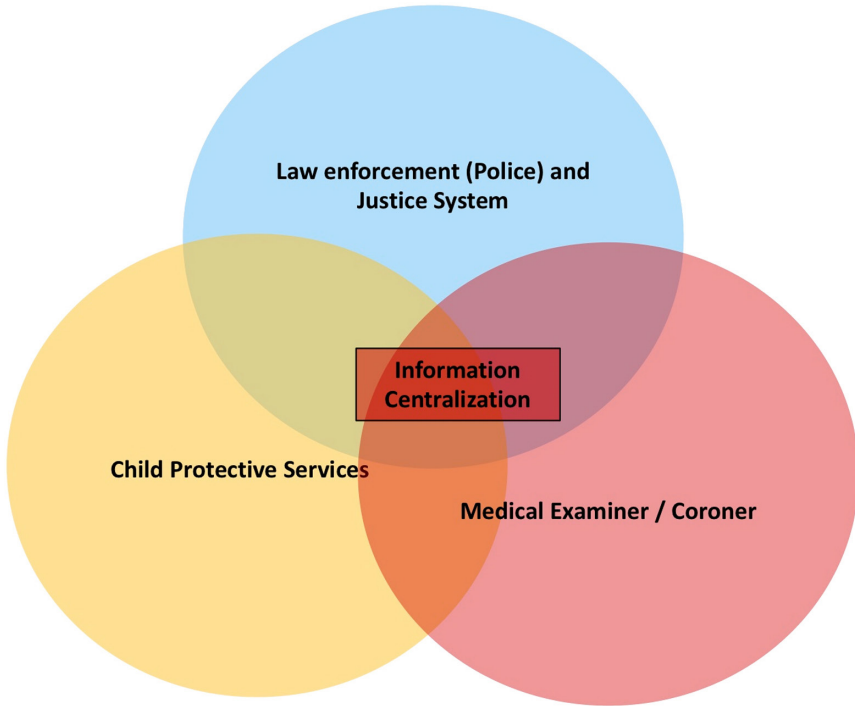 Law enforcement (Police) and
Justice System
Information
Centralization
Child Protective Services
Medical Examiner / Coroner